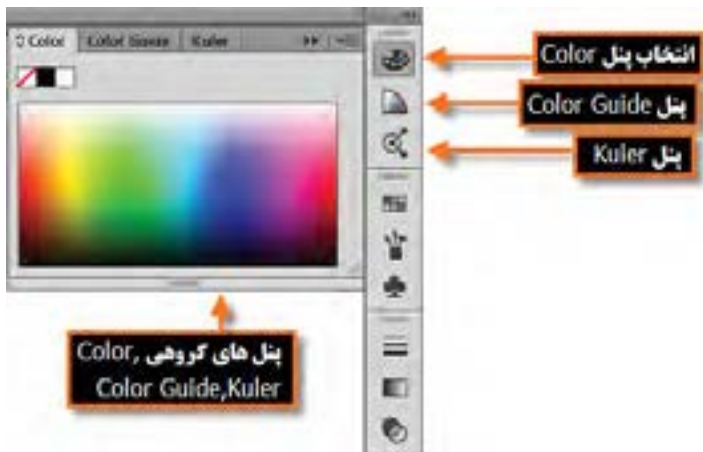 Color
Color Guide
Kuler
انتخاب پنل Color
پنل Color Guide
پنل Kuler
پنل های گروهی Color,
Color Guide,Kuler